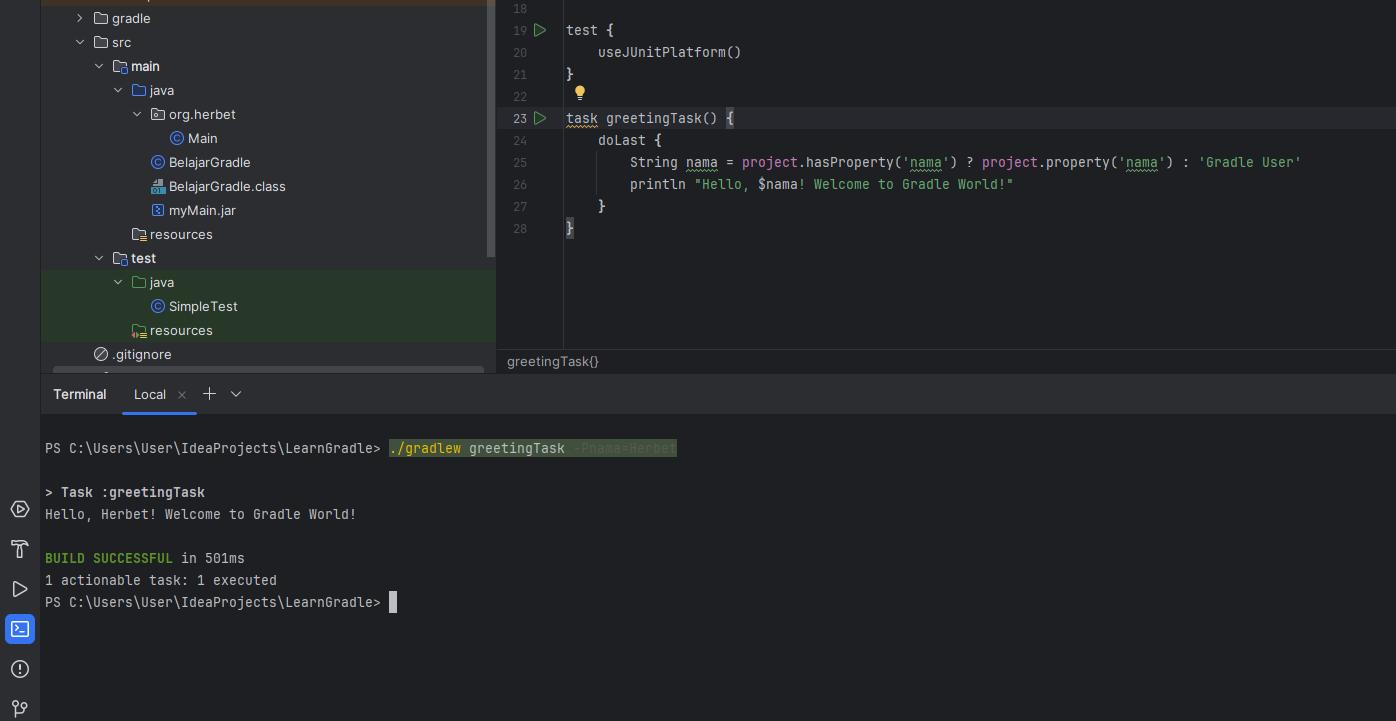 gradle
src
main
java
org.herbet
Main
BelajarGradle
BelajarGradle.class
myMain.jar
resources
test
java
SimpleTest
resources
.gitignore
18
19 test {
20 useJUnitPlatform()
21 }
22
23 task greetingTask() {
24 doLast {
25 String nama = project.hasProperty('nama') ? project.property('nama') : 'Gradle User'
26 println "Hello, $nama! Welcome to Gradle World!"
27 }
28 }
greetingTask{}
Terminal Local
PS C:\Users\User\IdeaProjects\LearnGradle> ./gradlew greetingTask -Pnama=Herbet
> Task :greetingTask
Hello, Herbet! Welcome to Gradle World!
BUILD SUCCESSFUL in 501ms
1 actionable task: 1 executed
PS C:\Users\User\IdeaProjects\LearnGradle>